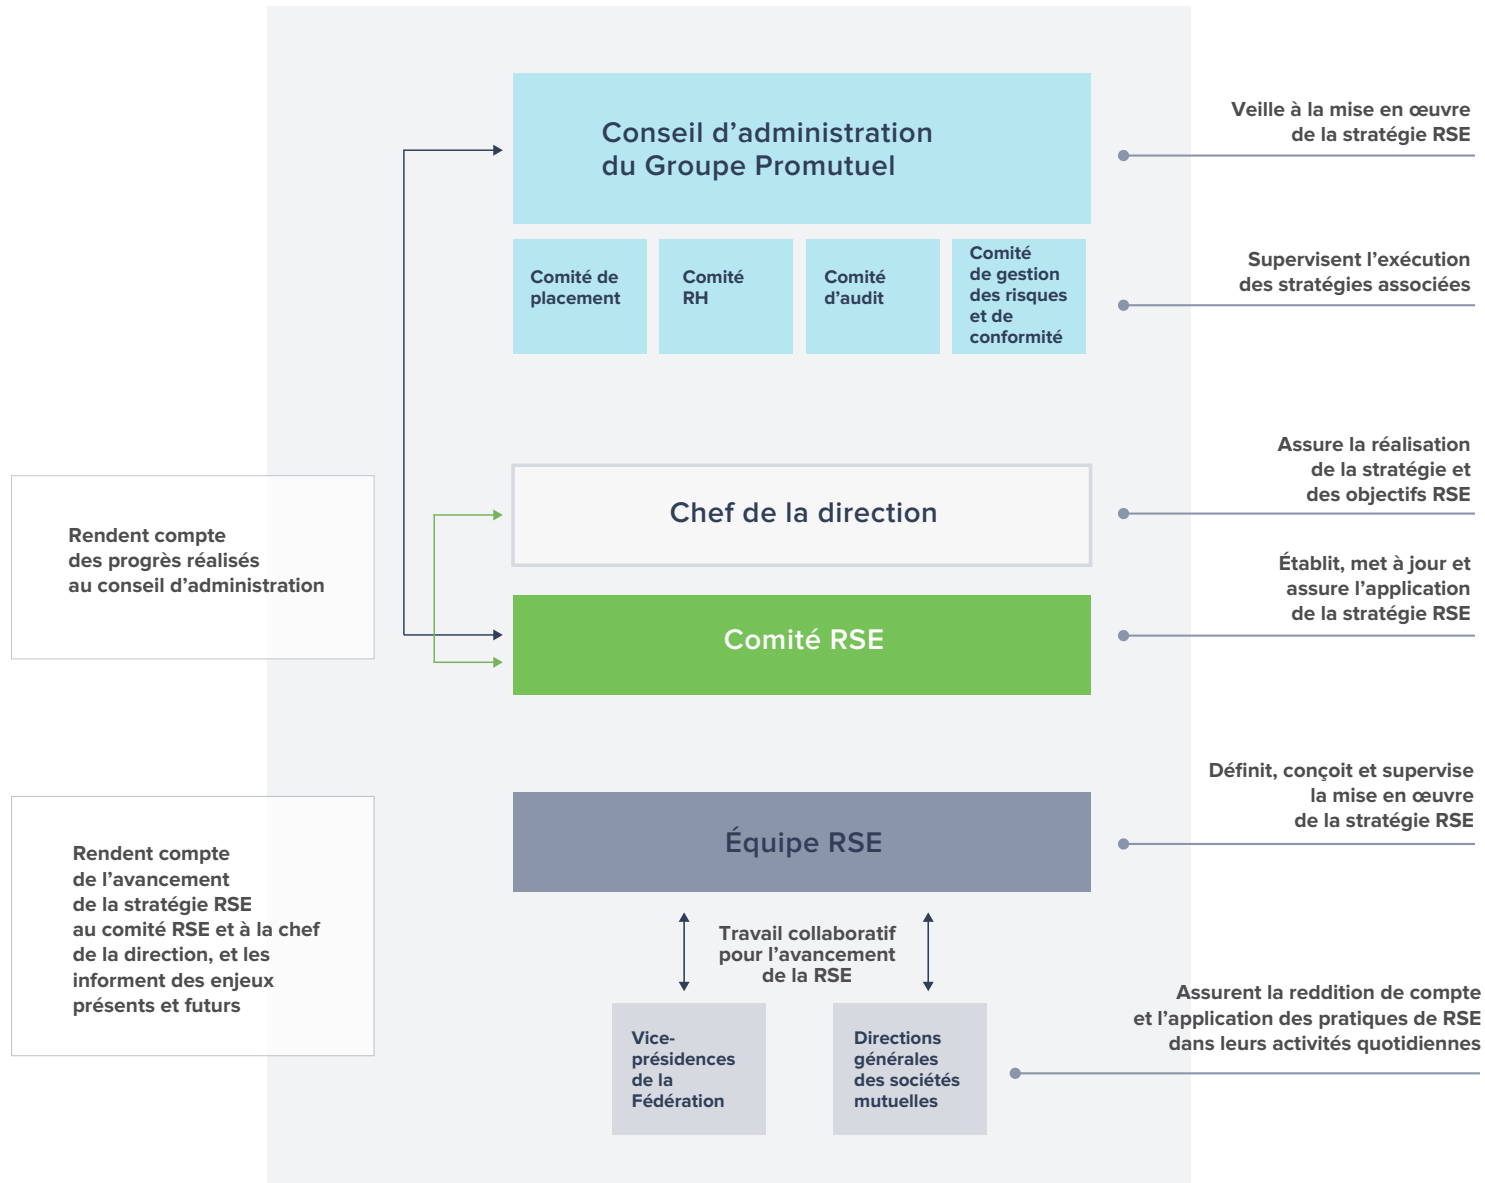 Conseil d’administration
du Groupe Promutuel
Veille à la mise en œuvre
de la stratégie RSE
Comité de
placement
Comité
RH
Comité
d’audit
Comité
de gestion
des risques
et de
conformité
Supervisent l’exécution
des stratégies associées
Rendent compte
des progrès réalisés
au conseil d’administration
Chef de la direction
Assure la réalisation
de la stratégie et
des objectifs RSE
Comité RSE
Établit, met à jour et
assure l’application
de la stratégie RSE
Rendent compte
de l’avancement
de la stratégie RSE
au comité RSE et à la chef
de la direction, et les
informent des enjeux
présents et futurs
Équipe RSE
Définit, conçoit et supervise
la mise en œuvre
de la stratégie RSE
Travail collaboratif
pour l’avancement
de la RSE
Vice-
présidences
de la
Fédération
Directions
générales
des sociétés
mutuelles
Assurent la reddition de compte
et l’application des pratiques de RSE
dans leurs activités quotidiennes